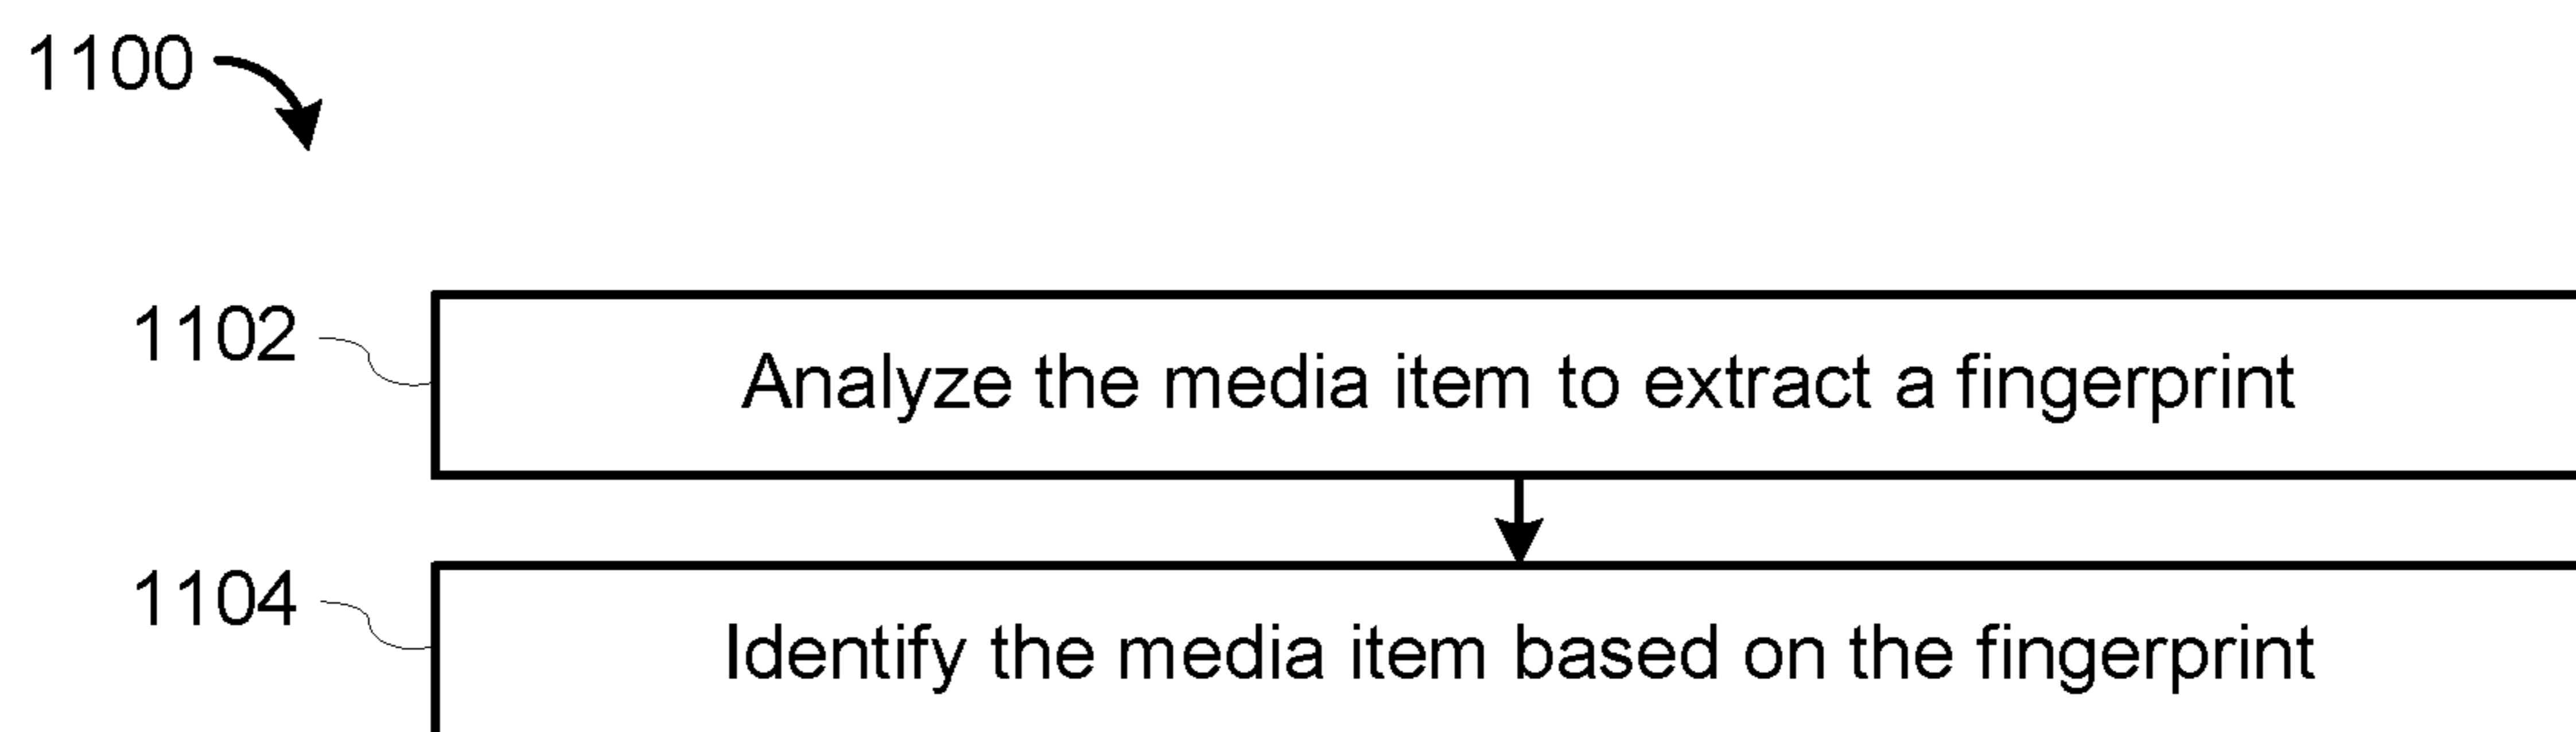 1100
1102
Analyze the media item to extract a fingerprint
1104
Identify the media item based on the fingerprint